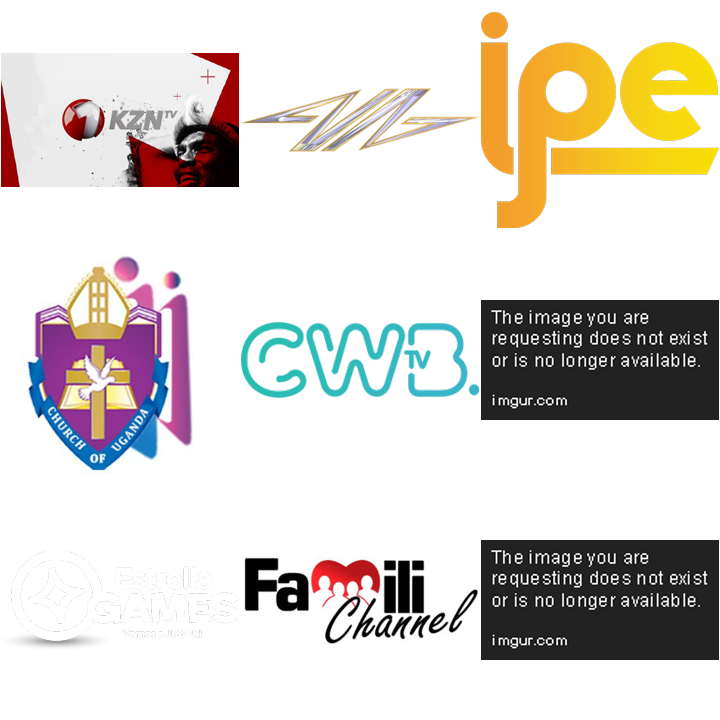 KZN TV
ipe
CHURCH OF UGANDA
CWB.
TV
The image you are
requesting does not exist
or is no longer available.
imgur.com
Estrella
GAMES
Famili
Channel
The image you are
requesting does not exist
or is no longer available.
imgur.com